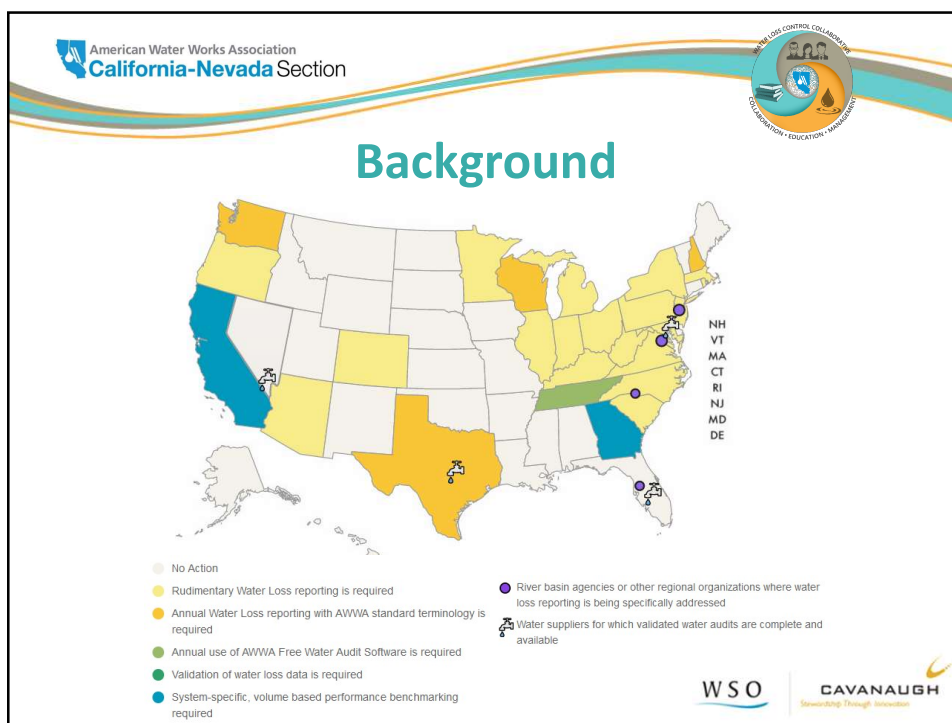 American Water Works Association
California-Nevada Section
WATER LOSS CONTROL COLLABORATIVE
COLLABORATION • EDUCATION • MANAGEMENT
Background
NH
VT
MA
CT
RI
NJ
MD
DE
No Action
Rudimentary Water Loss reporting is required
Annual Water Loss reporting with AWWA standard terminology is
required
Annual use of AWWA Free Water Audit Software is required
Validation of water loss data is required
System-specific, volume based performance benchmarking
required
River basin agencies or other regional organizations where water
loss reporting is being specifically addressed
Water suppliers for which validated water audits are complete and
available
WSO
CAVANAUGH
Stewardship Through Innovation